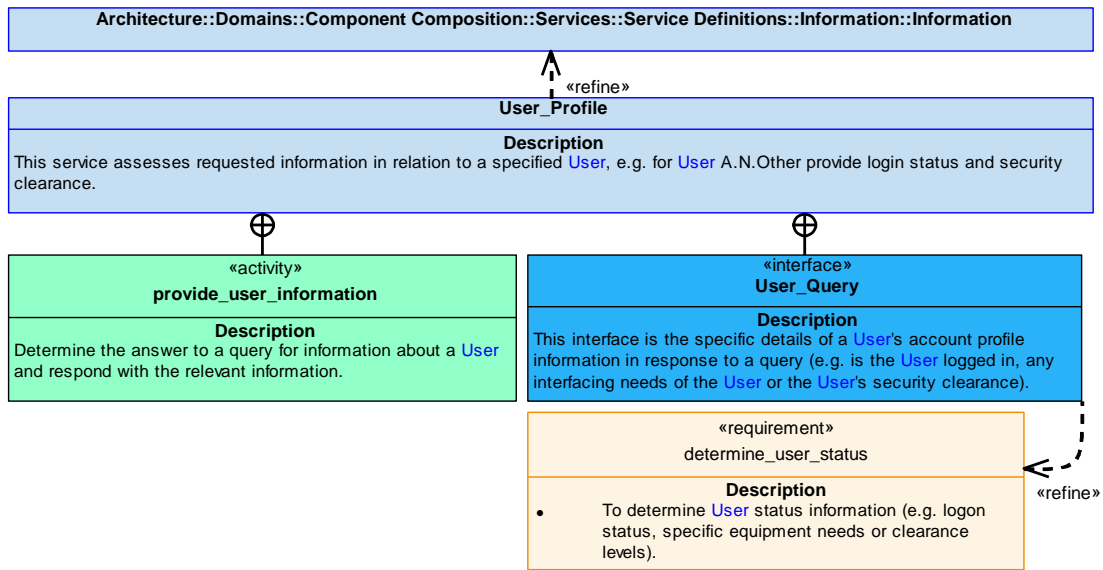 Architecture::Domains::Component Composition::Services::Service Definitions::Information::Information
«refine»
User_Profile
Description
This service assesses requested information in relation to a specified User, e.g. for User A.N.Other provide login status and security
clearance.
«activity»
provide_user_information
Description
Determine the answer to a query for information about a User
and respond with the relevant information.
«interface»
User_Query
Description
This interface is the specific details of a User's account profile
information in response to a query (e.g. is the User logged in, any
interfacing needs of the User or the User's security clearance).
«requirement»
determine_user_status
Description
• To determine User status information (e.g. logon
status, specific equipment needs or clearance
levels).
«refine»